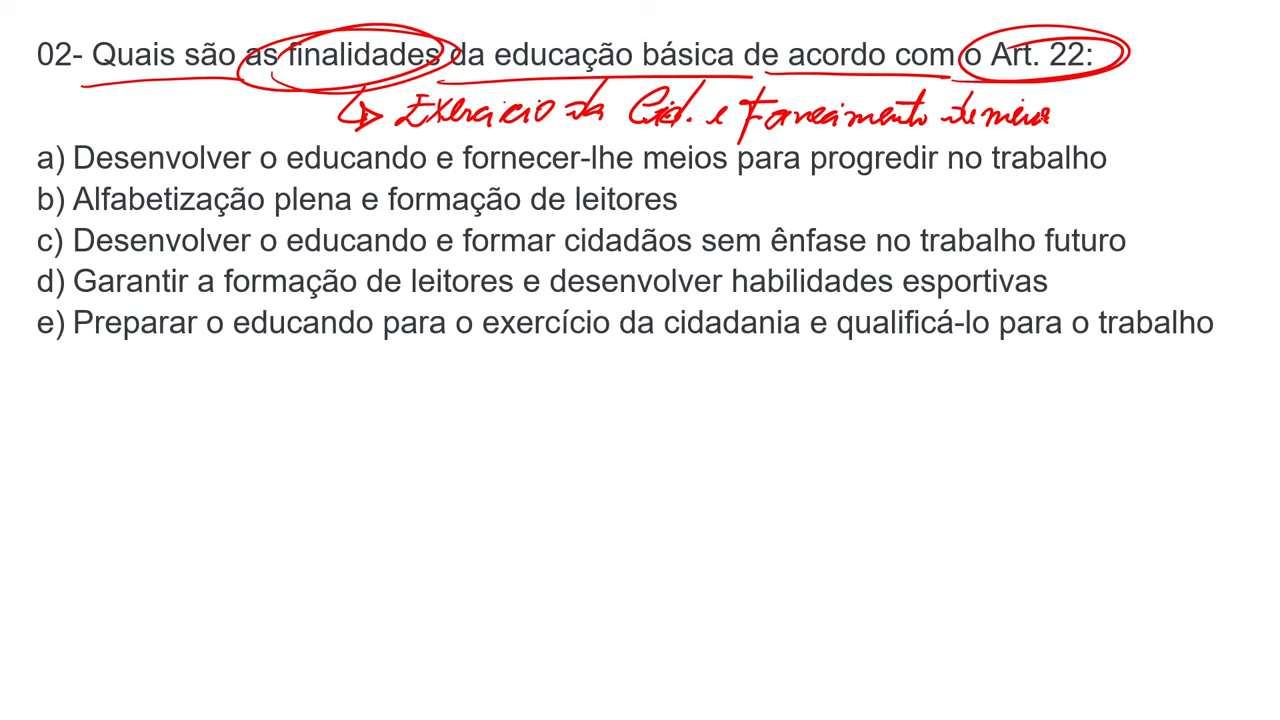 02- Quais são as finalidades da educação básica de acordo com o Art. 22:
Exercicio da Cid. e Fornecimento de meios
a) Desenvolver o educando e fornecer-lhe meios para progredir no trabalho
b) Alfabetização plena e formação de leitores
c) Desenvolver o educando e formar cidadãos sem ênfase no trabalho futuro
d) Garantir a formação de leitores e desenvolver habilidades esportivas
e) Preparar o educando para o exercício da cidadania e qualificá-lo para o trabalho